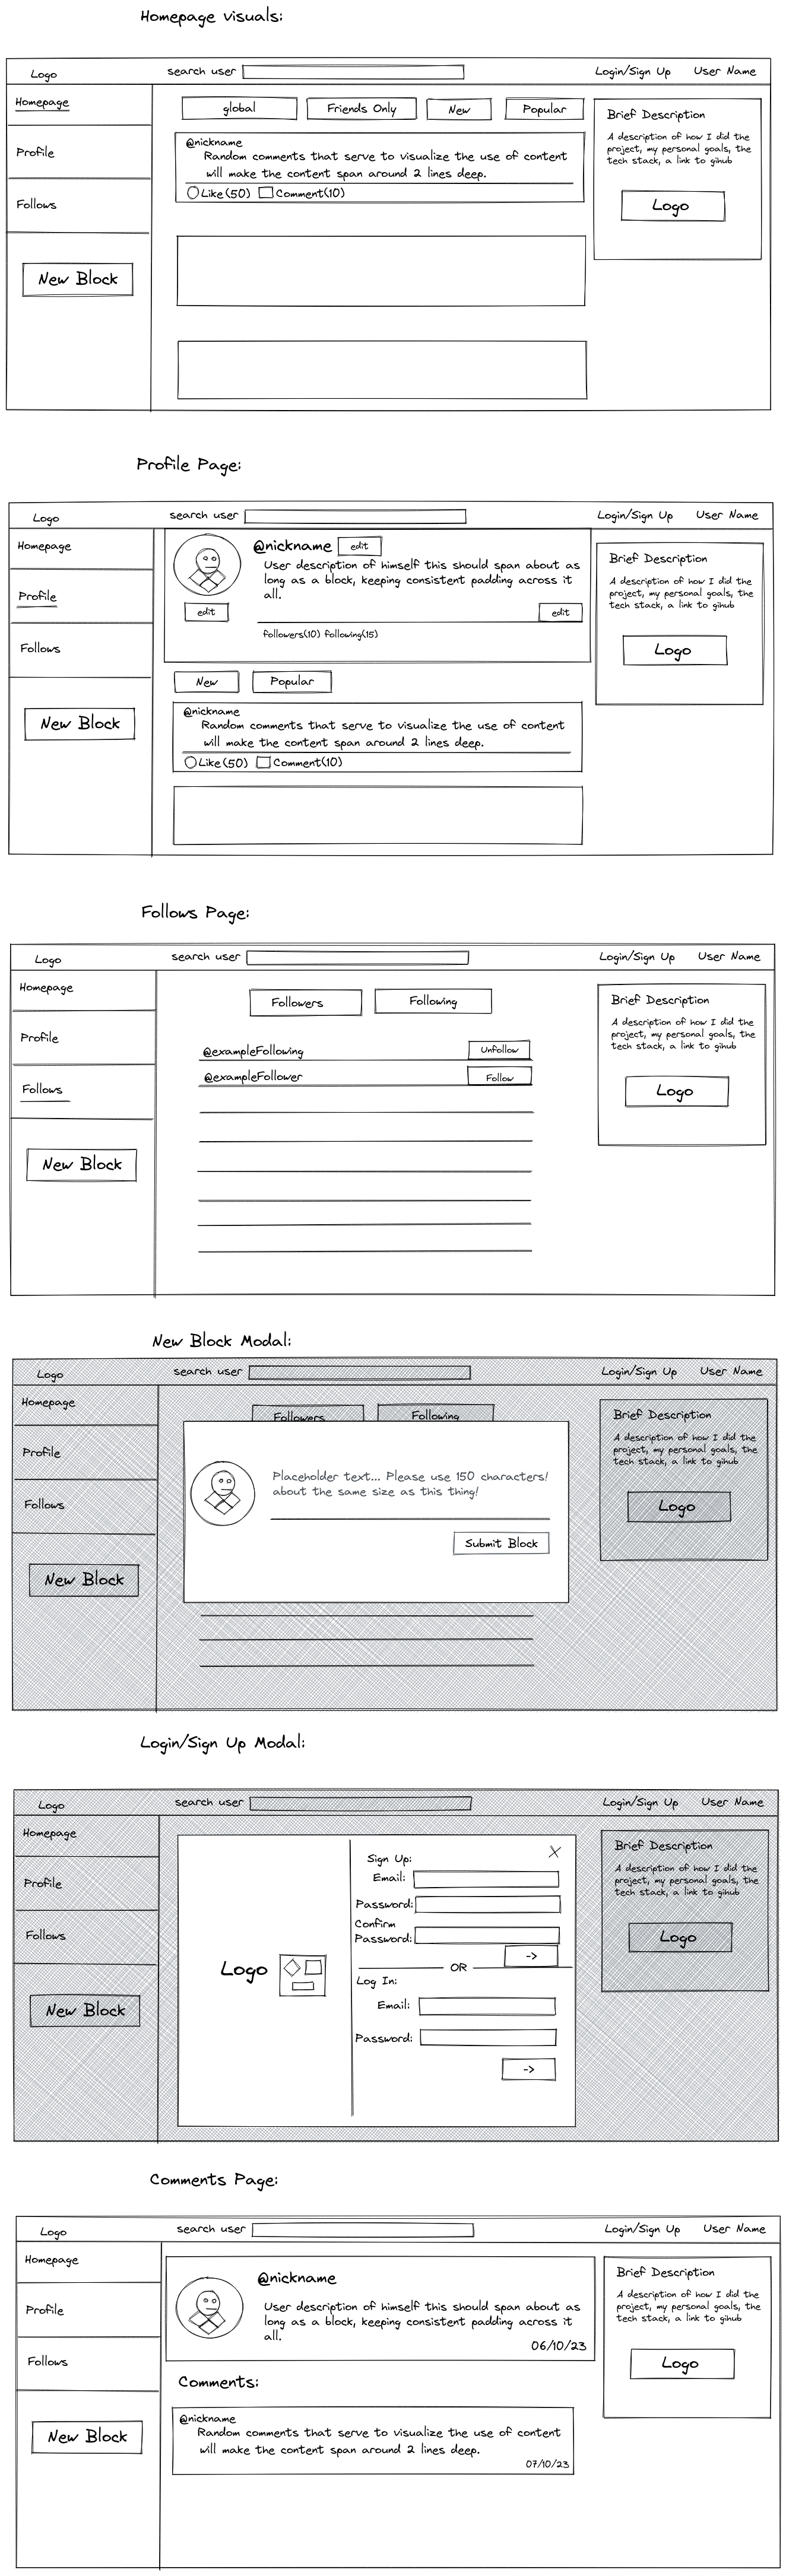 Homepage visuals:
Logo
search user
Login/Sign Up
User Name
Homepage
Profile
Follows
New Block
global
Friends Only
New
Popular
@nickname
Random comments that serve to visualize the use of content
will make the content span around 2 lines deep.
Like(50)
Comment(10)
Brief Description
A description of how I did the
project, my personal goals, the
tech stack, a link to gihub
Logo
Profile Page:
Logo
search user
Login/Sign Up
User Name
Homepage
Profile
Follows
New Block
@nickname
edit
User description of himself this should span about as
long as a block, keeping consistent padding across it
all.
edit
edit
followers(10) following(15)
New
Popular
@nickname
Random comments that serve to visualize the use of content
will make the content span around 2 lines deep.
Like(50)
Comment(10)
Brief Description
A description of how I did the
project, my personal goals, the
tech stack, a link to gihub
Logo
Follows Page:
Logo
search user
Login/Sign Up
User Name
Homepage
Profile
Follows
New Block
Followers
Following
@exampleFollowing
Unfollow
@exampleFollower
Follow
Brief Description
A description of how I did the
project, my personal goals, the
tech stack, a link to gihub
Logo
New Block Modal:
Logo
search user
Login/Sign Up
User Name
Homepage
Profile
Follows
New Block
Followers
Following
Placeholder text... Please use 150 characters!
about the same size as this thing!
Submit Block
Brief Description
A description of how I did the
project, my personal goals, the
tech stack, a link to gihub
Logo
Login/Sign Up Modal:
Logo
search user
Login/Sign Up
User Name
Homepage
Profile
Follows
New Block
Logo
X
Sign Up:
Email:
Password:
Confirm
Password:
->
OR
Log In:
Email:
Password:
->
Brief Description
A description of how I did the
project, my personal goals, the
tech stack, a link to gihub
Logo
Comments Page:
Logo
search user
Login/Sign Up
User Name
Homepage
Profile
Follows
New Block
@nickname
User description of himself this should span about as
long as a block, keeping consistent padding across it
all.
06/10/23
Comments:
@nickname
Random comments that serve to visualize the use of content
will make the content span around 2 lines deep.
07/10/23
Brief Description
A description of how I did the
project, my personal goals, the
tech stack, a link to gihub
Logo